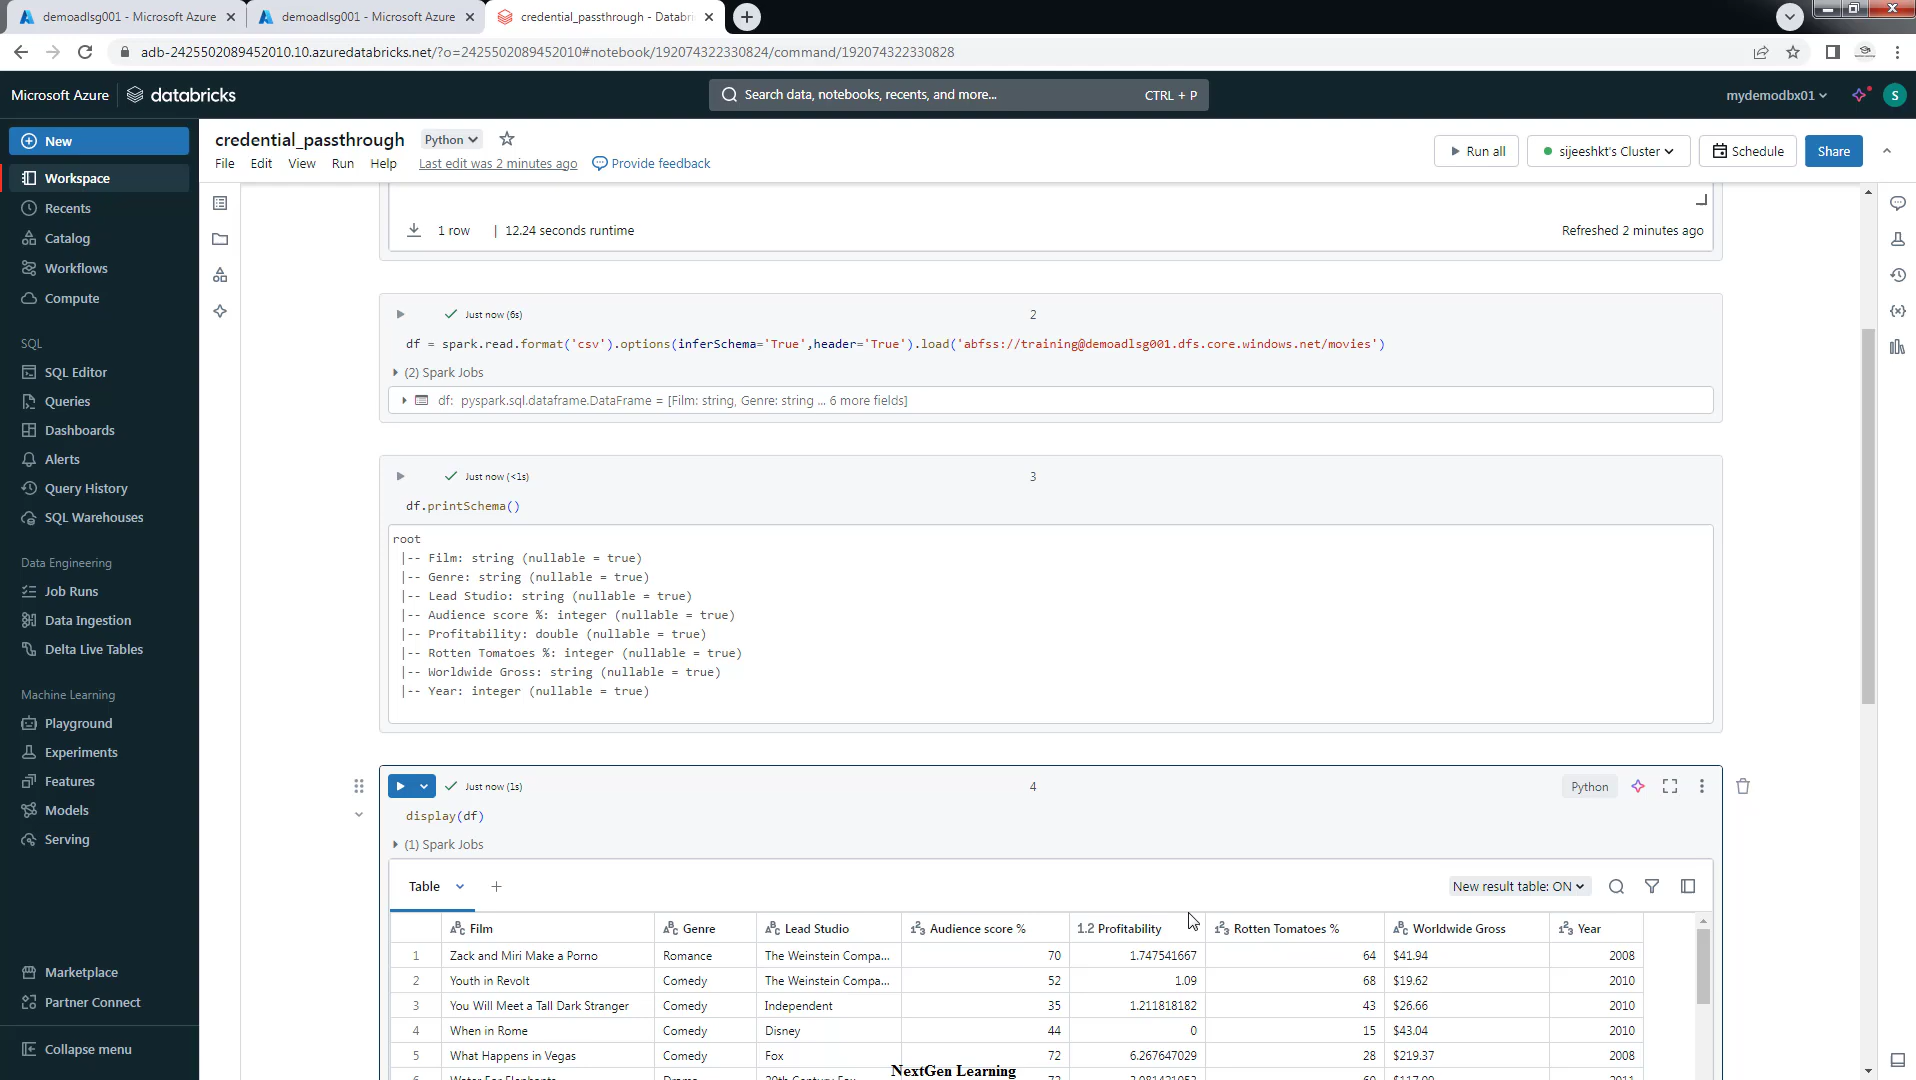 demoadlsg001 - Microsoft Azure
demoadlsg001 - Microsoft Azure
credential_passthrough - Databri
adb-2425502089452010.10.azuredatabricks.net/?o=2425502089452010#notebook/192074322330824/command/192074322330828
Microsoft Azure
databricks
Search data, notebooks, recents, and more...
CTRL + P
mydemodbx01
S
New
Workspace
Recents
Catalog
Workflows
Compute
SQL
SQL Editor
Queries
Dashboards
Alerts
Query History
SQL Warehouses
Data Engineering
Job Runs
Data Ingestion
Delta Live Tables
Machine Learning
Playground
Experiments
Features
Models
Serving
Marketplace
Partner Connect
Collapse menu
credential_passthrough
Python
File Edit View Run Help Last edit was 2 minutes ago Provide feedback
Run all
sijeeshkt's Cluster
Schedule
Share
1 row | 12.24 seconds runtime
Refreshed 2 minutes ago
Just now (6s)
2
df = spark.read.format('csv').options(inferSchema='True',header='True').load('abfss://training@demoadlsg001.dfs.core.windows.net/movies')
(2) Spark Jobs
df: pyspark.sql.dataframe.DataFrame = [Film: string, Genre: string ... 6 more fields]
Just now (<1s)
3
df.printSchema()
root
|-- Film: string (nullable = true)
|-- Genre: string (nullable = true)
|-- Lead Studio: string (nullable = true)
|-- Audience score %: integer (nullable = true)
|-- Profitability: double (nullable = true)
|-- Rotten Tomatoes %: integer (nullable = true)
|-- Worldwide Gross: string (nullable = true)
|-- Year: integer (nullable = true)
Just now (1s)
4
Python
display(df)
(1) Spark Jobs
Table
New result table: ON
Film Genre Lead Studio Audience score % 1.2 Profitability Rotten Tomatoes % Worldwide Gross Year
1 Zack and Miri Make a Porno Romance The Weinstein Compa... 70 1.747541667 64 $41.94 2008
2 Youth in Revolt Comedy The Weinstein Compa... 52 1.09 68 $19.62 2010
3 You Will Meet a Tall Dark Stranger Comedy Independent 35 1.211818182 43 $26.66 2010
4 When in Rome Comedy Disney 44 0 15 $43.04 2010
5 What Happens in Vegas Comedy Fox 72 6.267647029 28 $219.37 2008
NextGen Learning